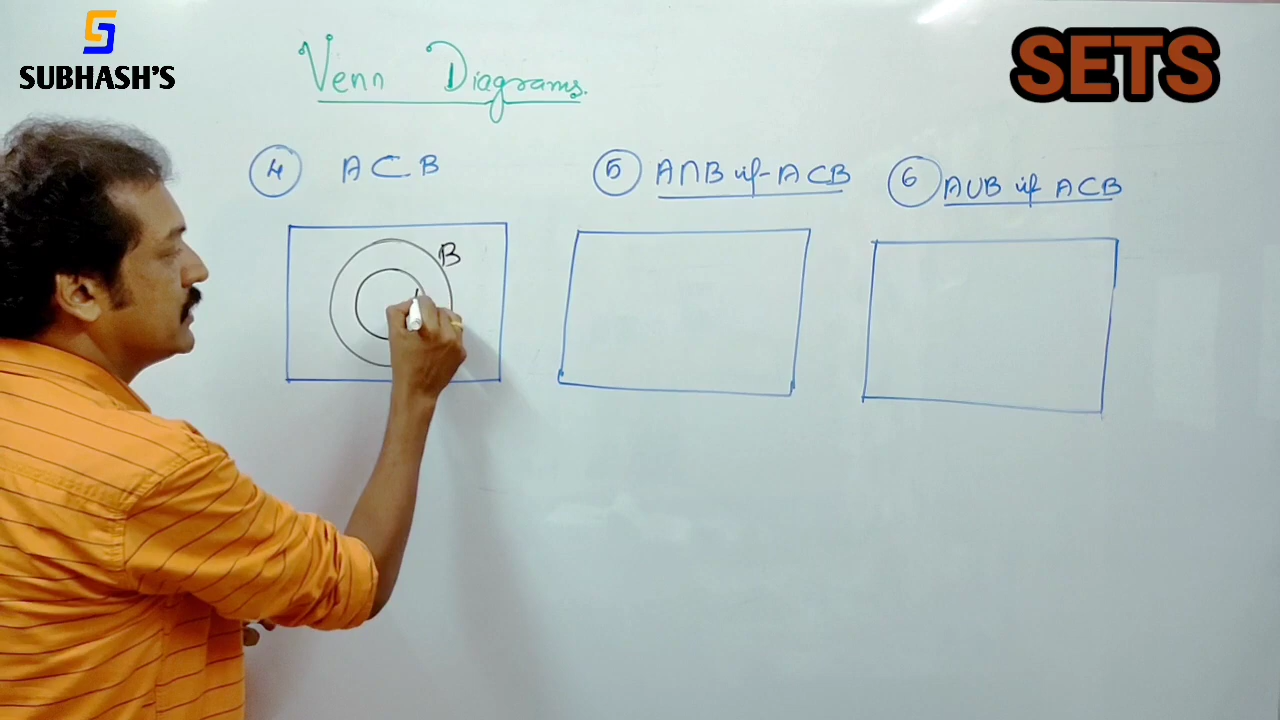 SUBHASH'S
SETS
Venn Diagrams.
4 A ⊂ B
5 A∩B if A⊂B
6 A∪B if A⊂B
B